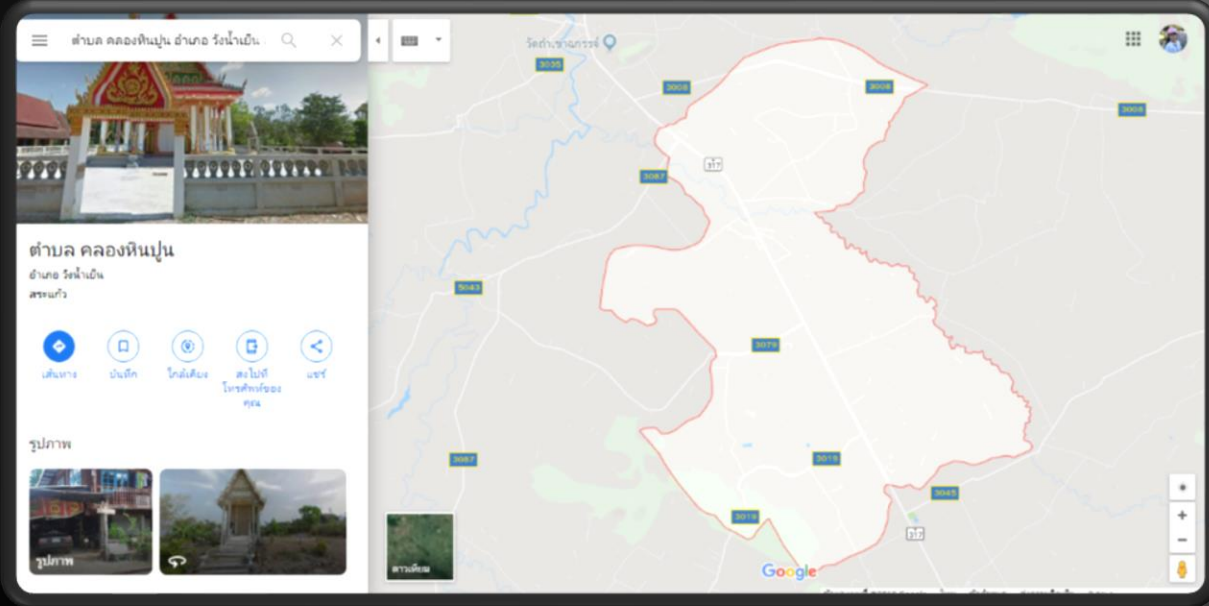 ตำบล คลองหินปูน อำเภอ วังน้ำเย็น
ตำบล คลองหินปูน
อำเภอ วังน้ำเย็น
สระแก้ว
เส้นทาง
บันทึก
ใกล้เคียง
ส่งไปที่
โทรศัพท์ของ
คุณ
แชร์
รูปภาพ
รูปภาพ
ดาวเทียม
3035
3006
3008
3008
317
3067
5043
3079
3067
3019
3045
3019
317
Google